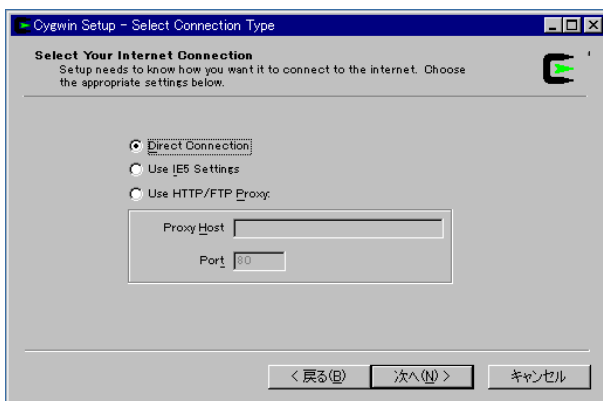 Cygwin Setup - Select Connection Type
Select Your Internet Connection
Setup needs to know how you want it to connect to the internet. Choose
the appropriate settings below.
Direct Connection
Use IE5 Settings
Use HTTP/FTP Proxy:
Proxy Host
Port 80
< 戻る(B) 次へ(N) > キャンセル